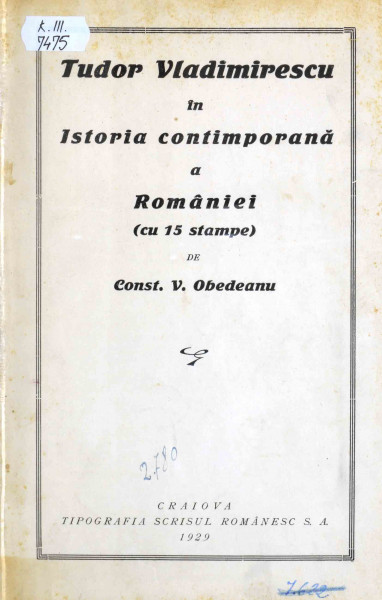 K. III.
7475
Tudor Vladimirescu
în
Istoria contimporană
a
României
(cu 15 stampe)
DE
Const. V. Obedeanu
2780
CRAIOVA
TIPOGRAFIA SCRISUL ROMÂNESC S. A.
1929